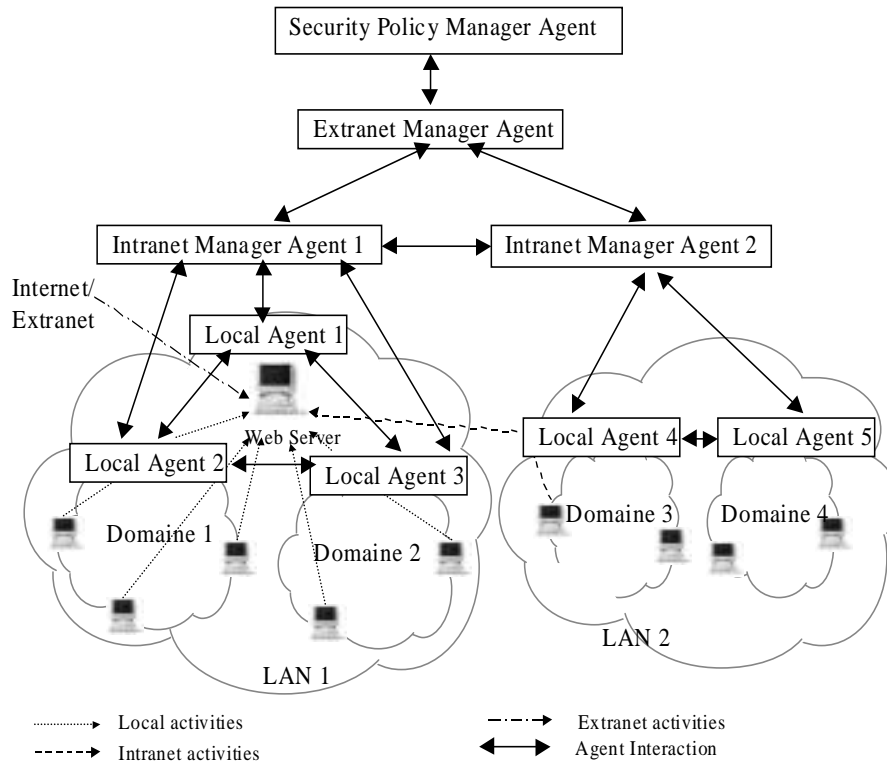 Security Policy Manager Agent
Extranet Manager Agent
Intranet Manager Agent 1
Intranet Manager Agent 2
Internet/
Extranet
Local Agent 1
Web Server
Local Agent 2
Local Agent 3
Local Agent 4
Local Agent 5
Domaine 1
Domaine 2
Domaine 3
Domaine 4
LAN 1
LAN 2
Local activities
Extranet activities
Intranet activities
Agent Interaction